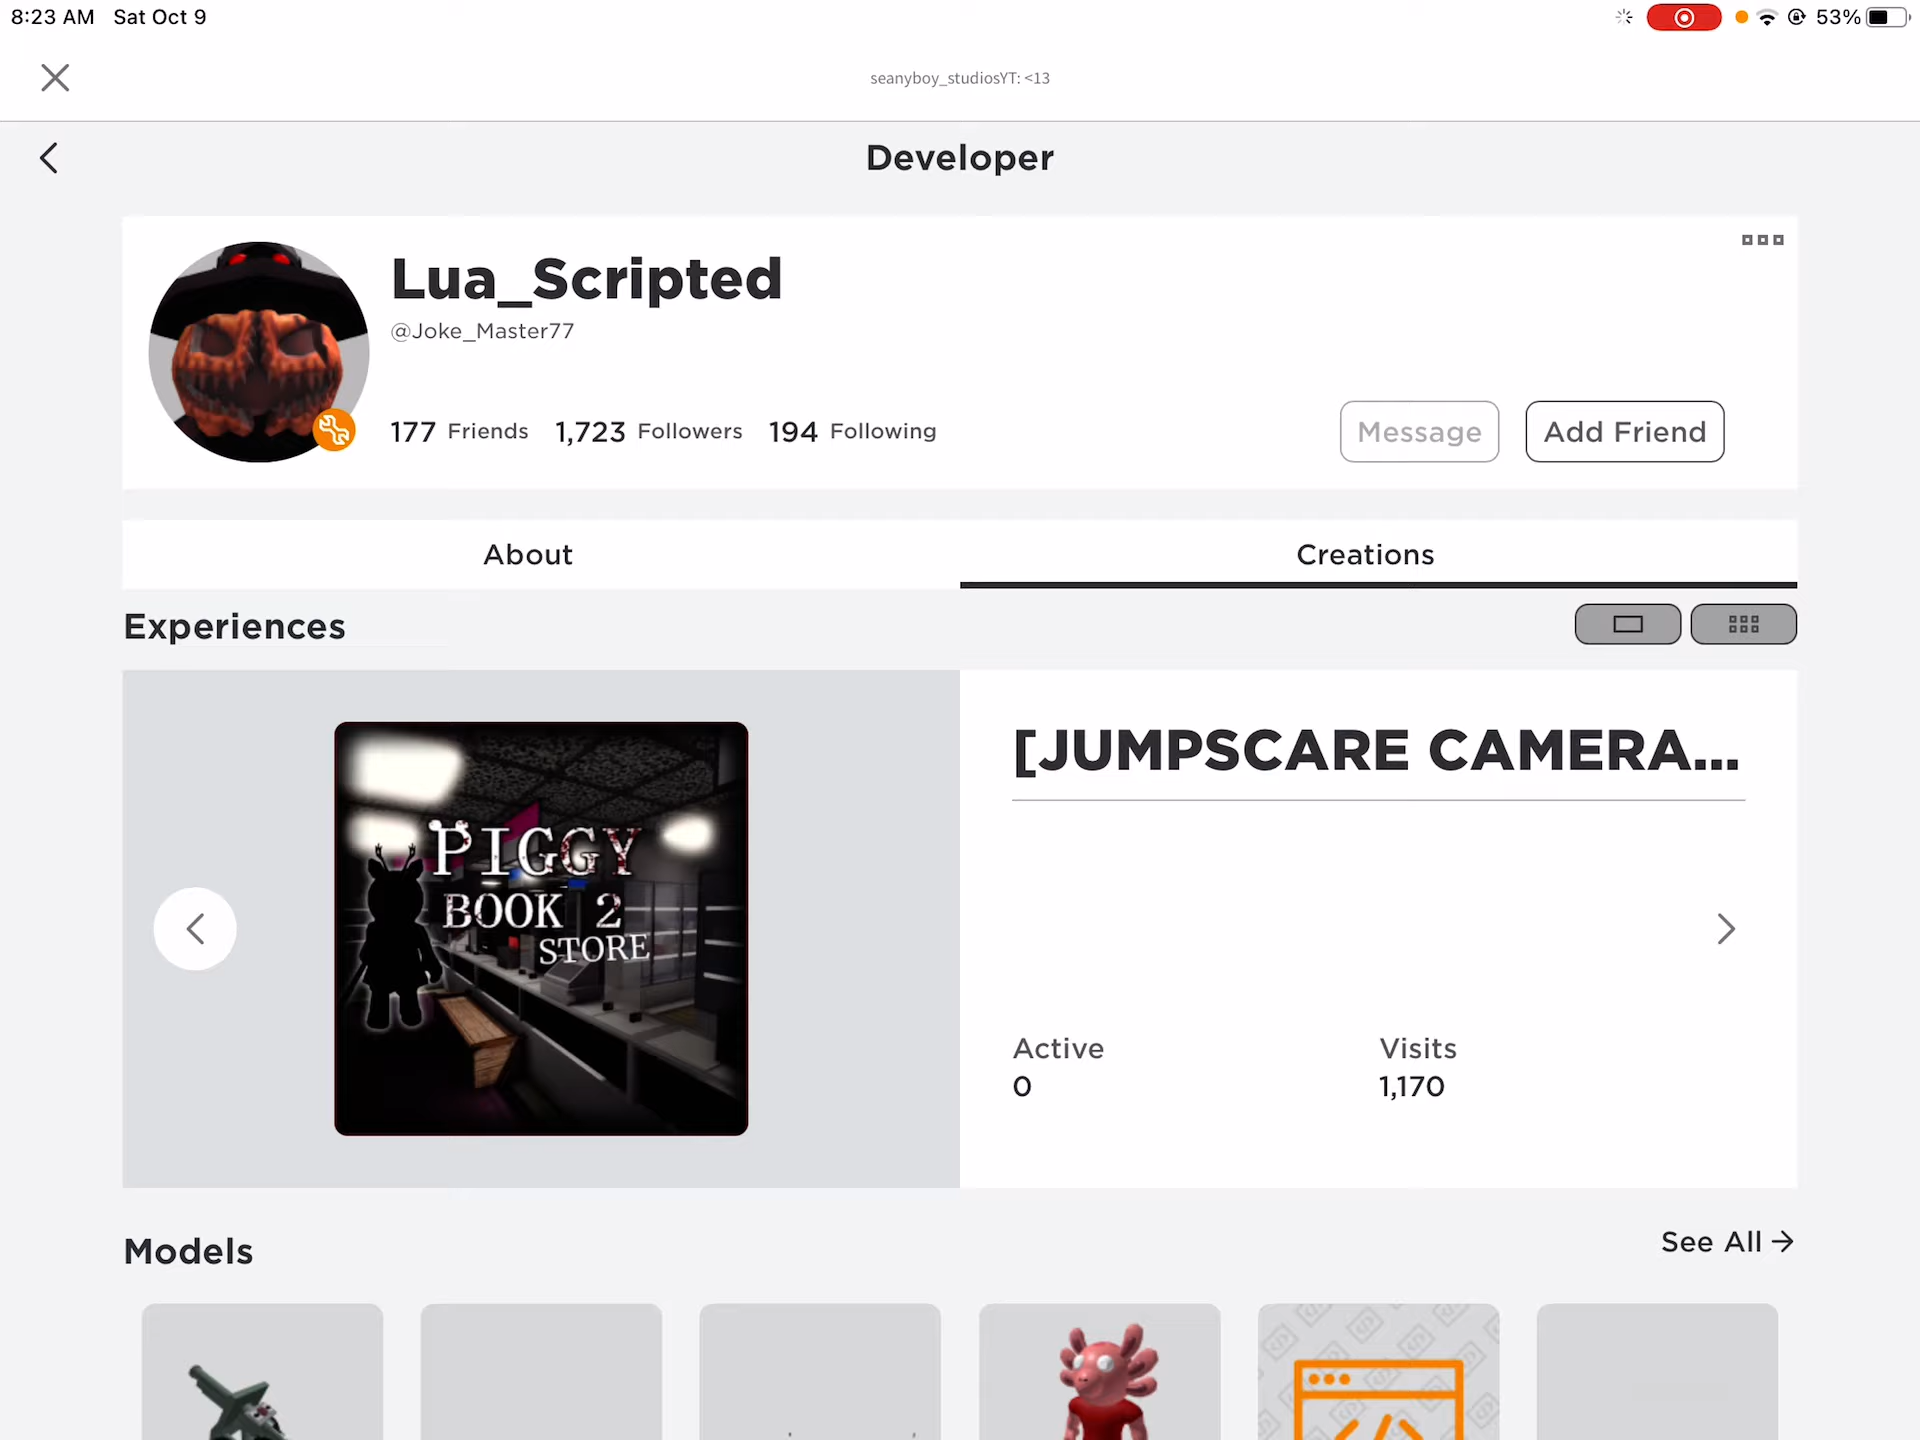 8:23 AM Sat Oct 9
53%
seanyboy_studiosYT: <13
Developer
Lua_Scripted
@Joke_Master77
177 Friends 1,723 Followers 194 Following
Message
Add Friend
About
Creations
Experiences
PIGGY
BOOK 2
STORE
[JUMPSCARE CAMERA...
Active
0
Visits
1,170
Models
See All